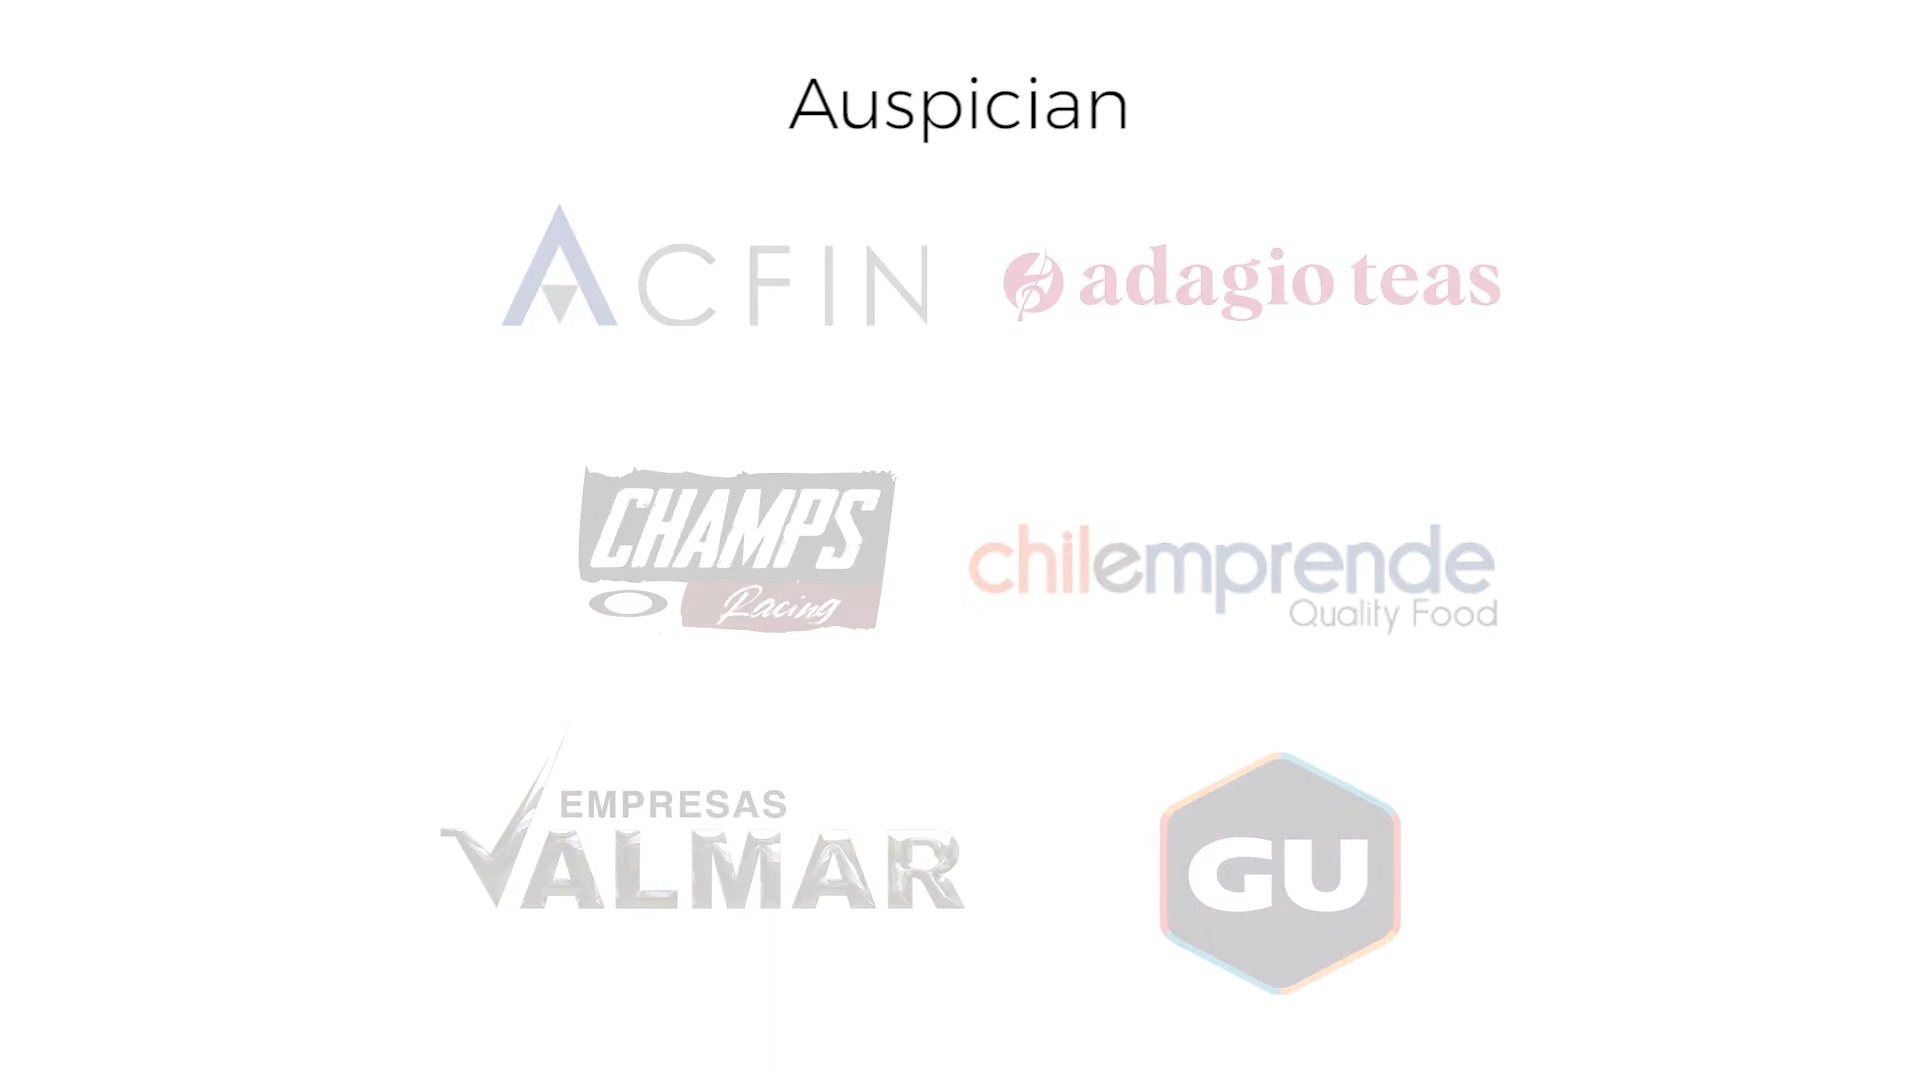 Auspician
ACFIN
adagio teas
CHAMPS
Racing
chilemprende
Quality Food
EMPRESAS
VALMAR
GU